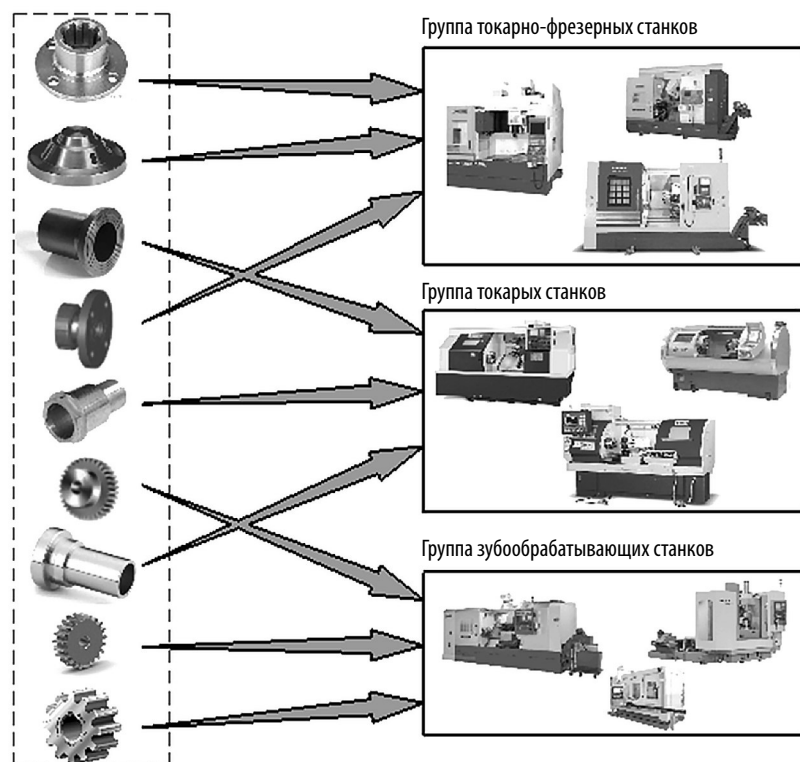 Группа токарно-фрезерных станков
Группа токарых станков
Группа зубообрабатывающих станков